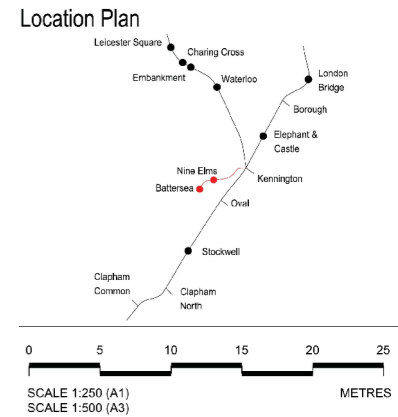 Location Plan
Leicester Square
Charing Cross
Embankment
Waterloo
London
Bridge
Borough
Elephant &
Castle
Nine Elms
Kennington
Battersea
Oval
Stockwell
Clapham
Common
Clapham
North
0 5 10 15 20 25
SCALE 1:250 (A1) METRES
SCALE 1:500 (A3)